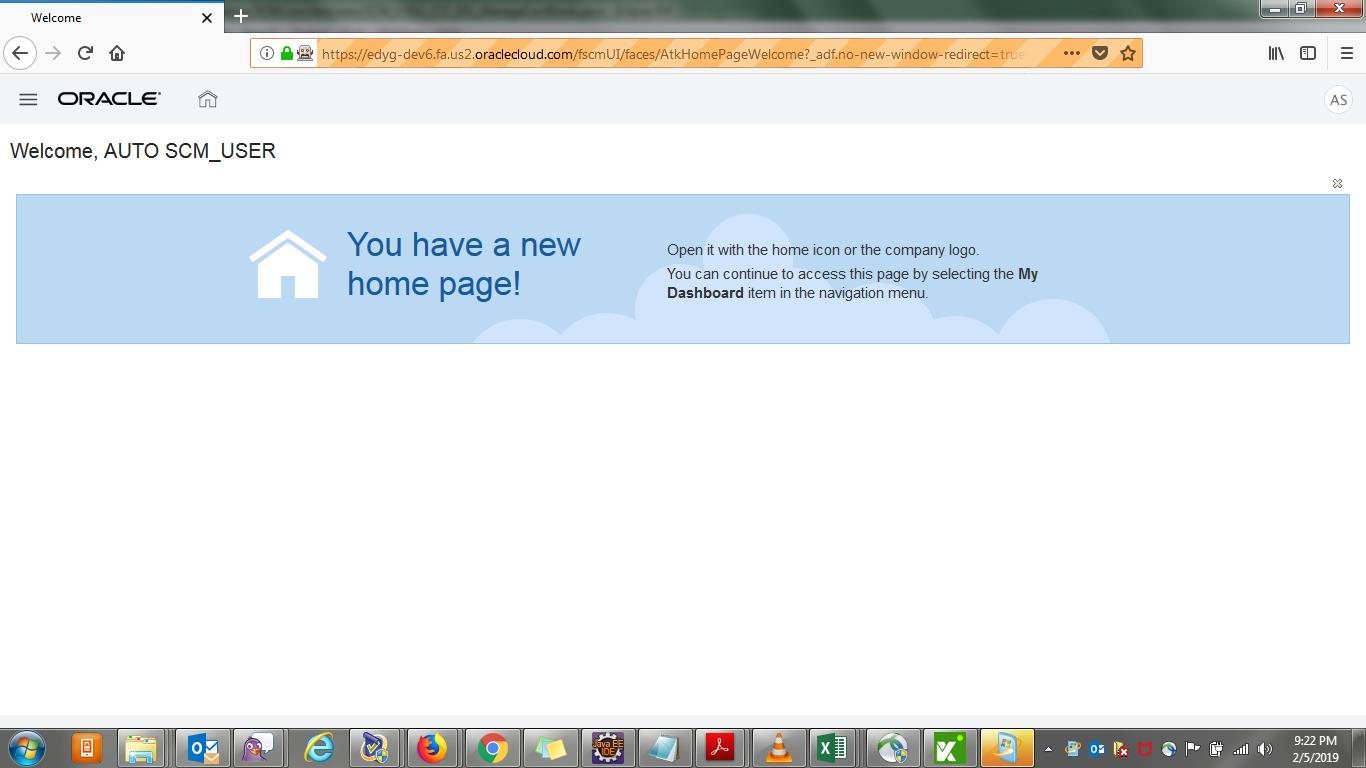 Welcome
https://edyg-dev6.fa.us2.oraclecloud.com/fscmUI/faces/AtkHomePageWelcome?_adf.no-new-window-redirect=true
ORACLE
AS
Welcome, AUTO SCM_USER
You have a new
home page!
Open it with the home icon or the company logo.
You can continue to access this page by selecting the My
Dashboard item in the navigation menu.
Java EE
IDE
9:22 PM
2/5/2019